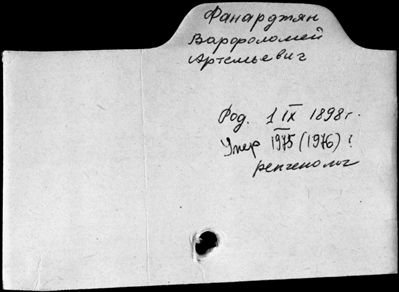 Фанарджян
Варфоломей
Артемьевич
Род. 1 IX 1898 г.
Умер 1975 (1976) ?
рентгенолог